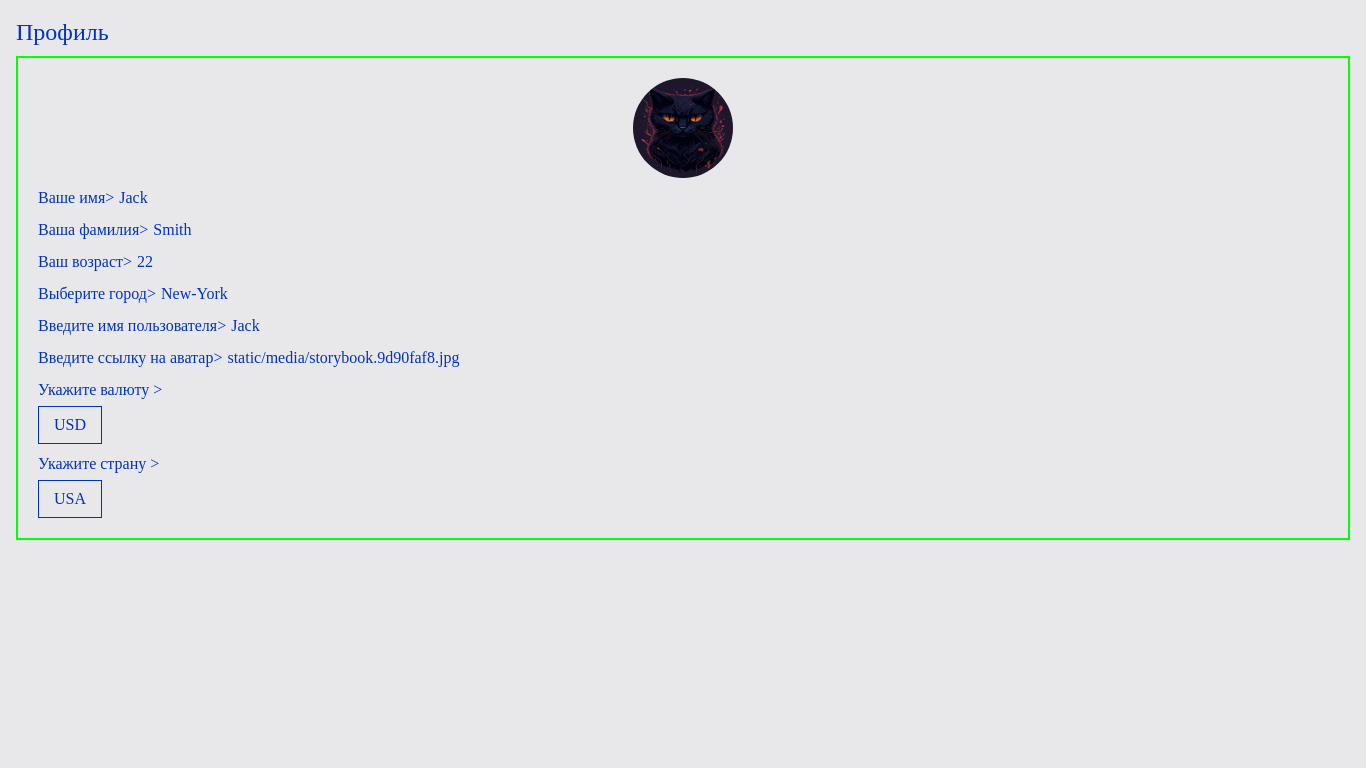 Профиль
Ваше имя> Jack
Ваша фамилия> Smith
Ваш возраст> 22
Выберите город> New-York
Введите имя пользователя> Jack
Введите ссылку на аватар> static/media/storybook.9d90faf8.jpg
Укажите валюту >
USD
Укажите страну >
USA